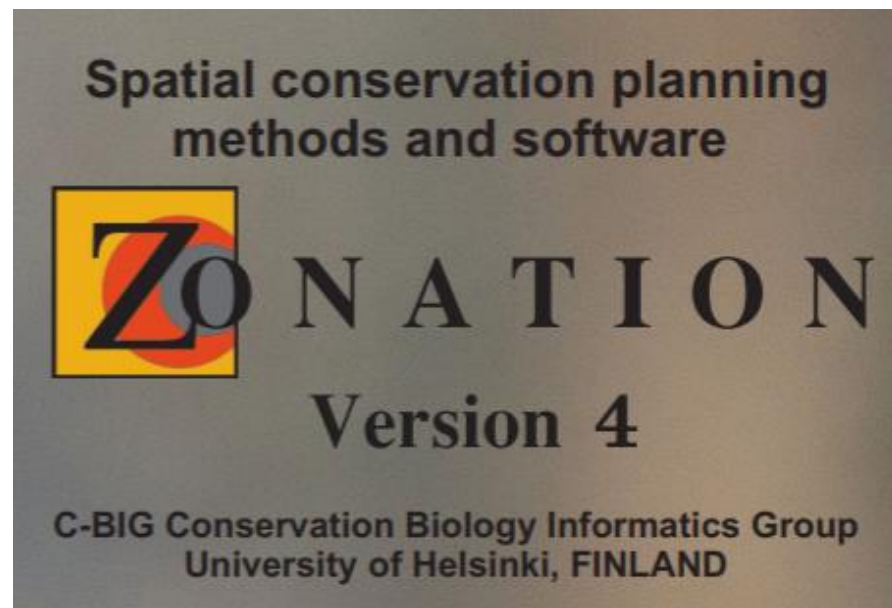 Spatial conservation planning
methods and software
ZONATION
Version 4
C-BIG Conservation Biology Informatics Group
University of Helsinki, FINLAND